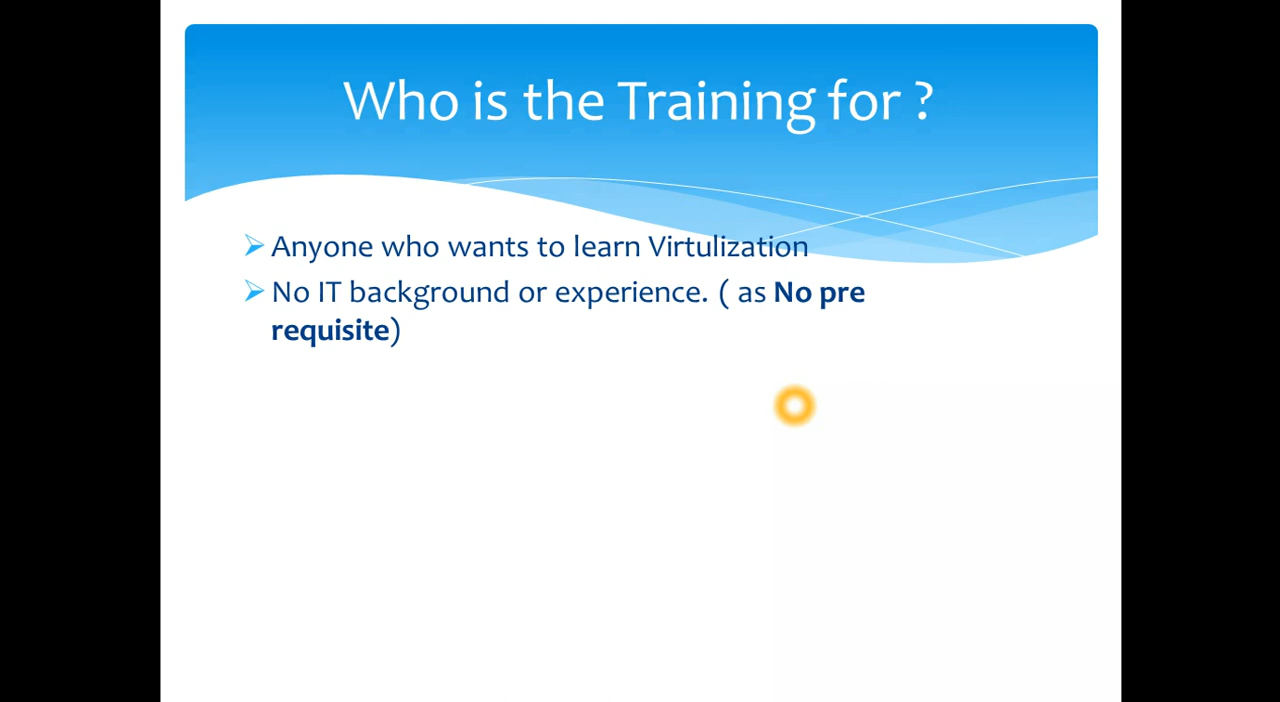 Who is the Training for ?
Anyone who wants to learn Virtulization
No IT background or experience. ( as No pre
requisite)